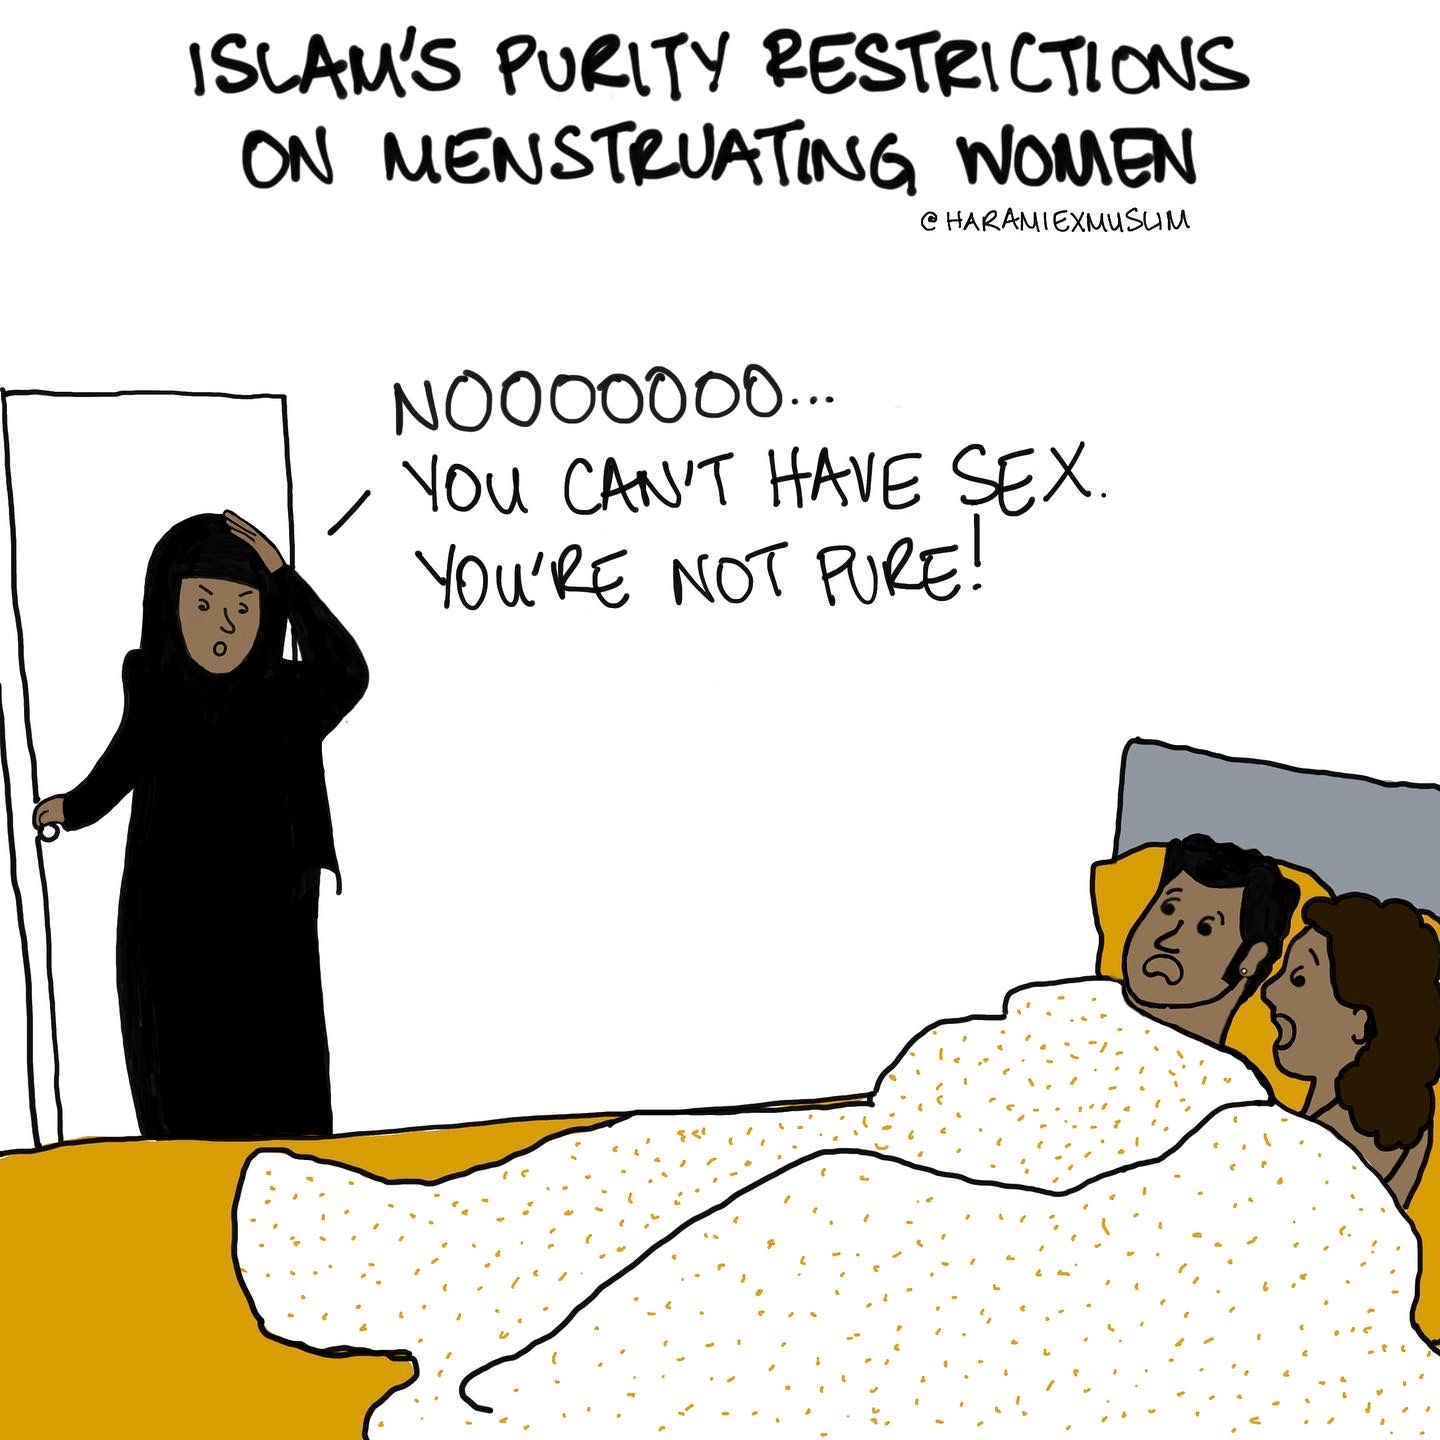 ISLAM'S PURITY RESTRICTIONS
ON MENSTRUATING WOMEN
@HARAMIEXMUSLIM
NOOOOOOO...
YOU CAN'T HAVE SEX.
YOU'RE NOT PURE!